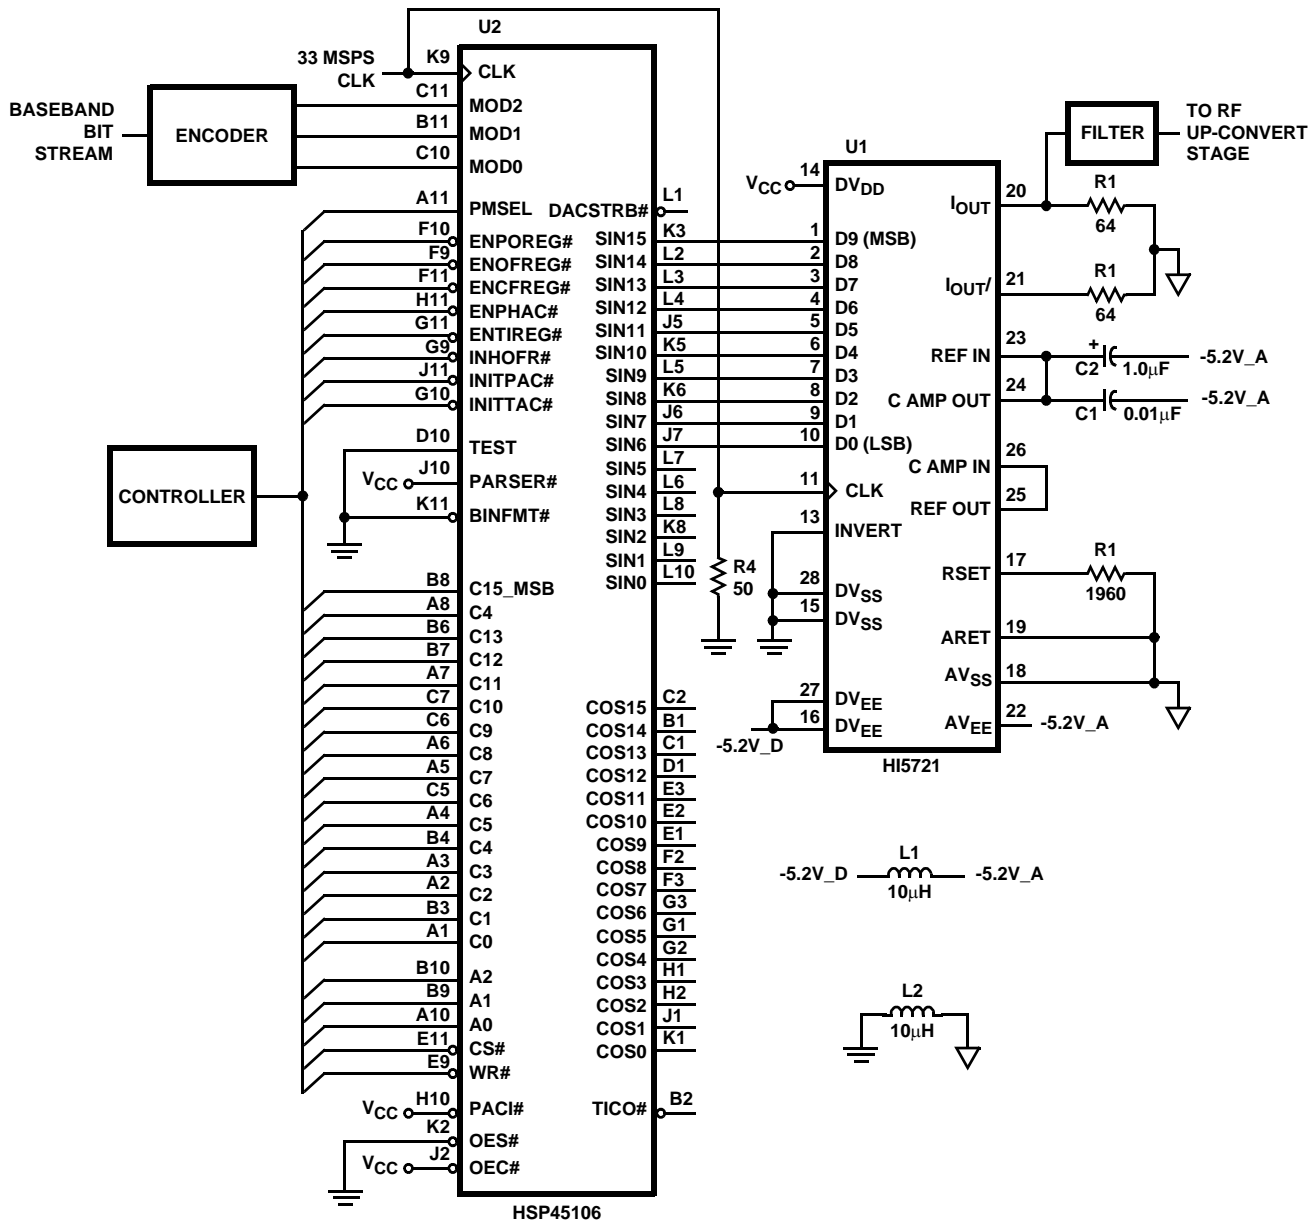 U2
33 MSPS
CLK
K9
CLK
BASEBAND
BIT
STREAM
ENCODER
C11
MOD2
B11
MOD1
C10
MOD0
A11
PMSEL
F10
ENPOREG#
F9
ENOFREG#
F11
ENCFREG#
H11
ENPHAC#
G11
ENTIREG#
G9
INHOFR#
J11
INITPAC#
G10
INITTAC#
D10
TEST
VCC
J10
PARSER#
K11
BINFMT#
CONTROLLER
B8
C15_MSB
A8
C4
B6
C13
B7
C12
A7
C11
C7
C10
C6
C9
A6
C8
A5
C7
C5
C6
A4
C5
B4
C4
A3
C3
A2
C2
B3
C1
A1
C0
B10
A2
B9
A1
A10
A0
E11
CS#
E9
WR#
VCC
H10
PACI#
K2
OES#
VCC
J2
OEC#
DACSTRB#
L1
SIN15
K3
SIN14
L2
SIN13
L3
SIN12
L4
SIN11
J5
SIN10
K5
SIN9
L5
SIN8
K6
SIN7
J6
SIN6
J7
SIN5
L7
SIN4
L6
SIN3
L8
SIN2
K8
SIN1
L9
SIN0
L10
COS15
C2
COS14
B1
COS13
C1
COS12
D1
COS11
E3
COS10
E2
COS9
E1
COS8
F2
COS7
F3
COS6
G3
COS5
G1
COS4
G2
COS3
H1
COS2
H2
COS1
J1
COS0
K1
TICO#
B2
HSP45106
R4
50
U1
VCC
14
DVDD
1
D9 (MSB)
2
D8
3
D7
4
D6
5
D5
6
D4
7
D3
8
D2
9
D1
10
D0 (LSB)
11
CLK
13
INVERT
28
DVSS
15
DVSS
27
DVEE
16
DVEE
-5.2V_D
FILTER
TO RF
UP-CONVERT
STAGE
IOUT
20
R1
64
IOUT/
21
R1
64
REF IN
23
+
C2
1.0μF
-5.2V_A
C AMP OUT
24
C1
0.01μF
-5.2V_A
C AMP IN
26
REF OUT
25
RSET
17
R1
1960
ARET
19
AVSS
18
AVEE
22
-5.2V_A
HI5721
L1
-5.2V_D
-5.2V_A
10μH
L2
10μH